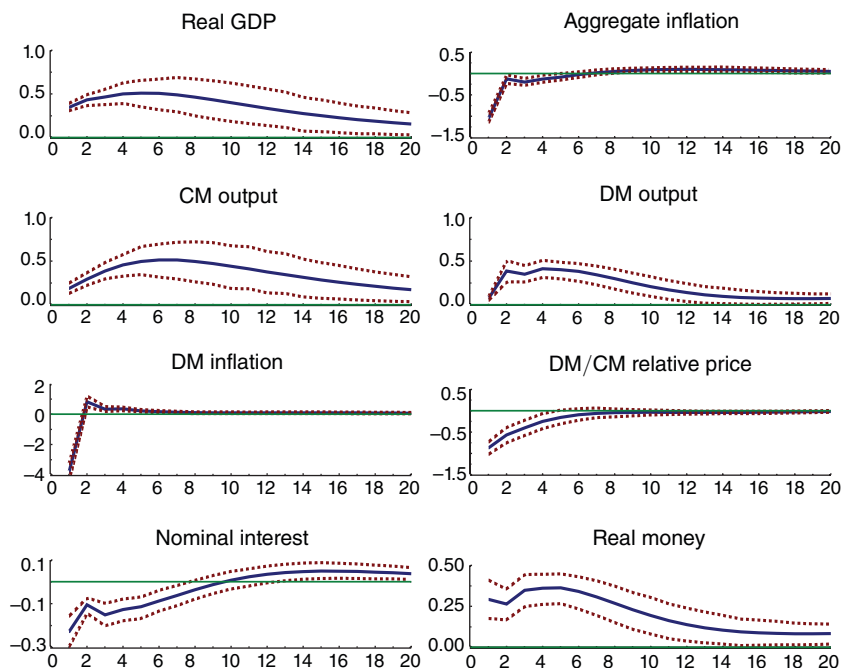 Real GDP
1.0
0.5
0.0
0 2 4 6 8 10 12 14 16 18 20
Aggregate inflation
0.5
−0.5
−1.5
0 2 4 6 8 10 12 14 16 18 20
CM output
1.0
0.5
0.0
0 2 4 6 8 10 12 14 16 18 20
DM output
1.0
0.5
0.0
0 2 4 6 8 10 12 14 16 18 20
DM inflation
2
0
−2
−4
0 2 4 6 8 10 12 14 16 18 20
DM/CM relative price
0.5
−0.5
−1.5
0 2 4 6 8 10 12 14 16 18 20
Nominal interest
0.1
−0.1
−0.3
0 2 4 6 8 10 12 14 16 18 20
Real money
0.50
0.25
0.00
0 2 4 6 8 10 12 14 16 18 20